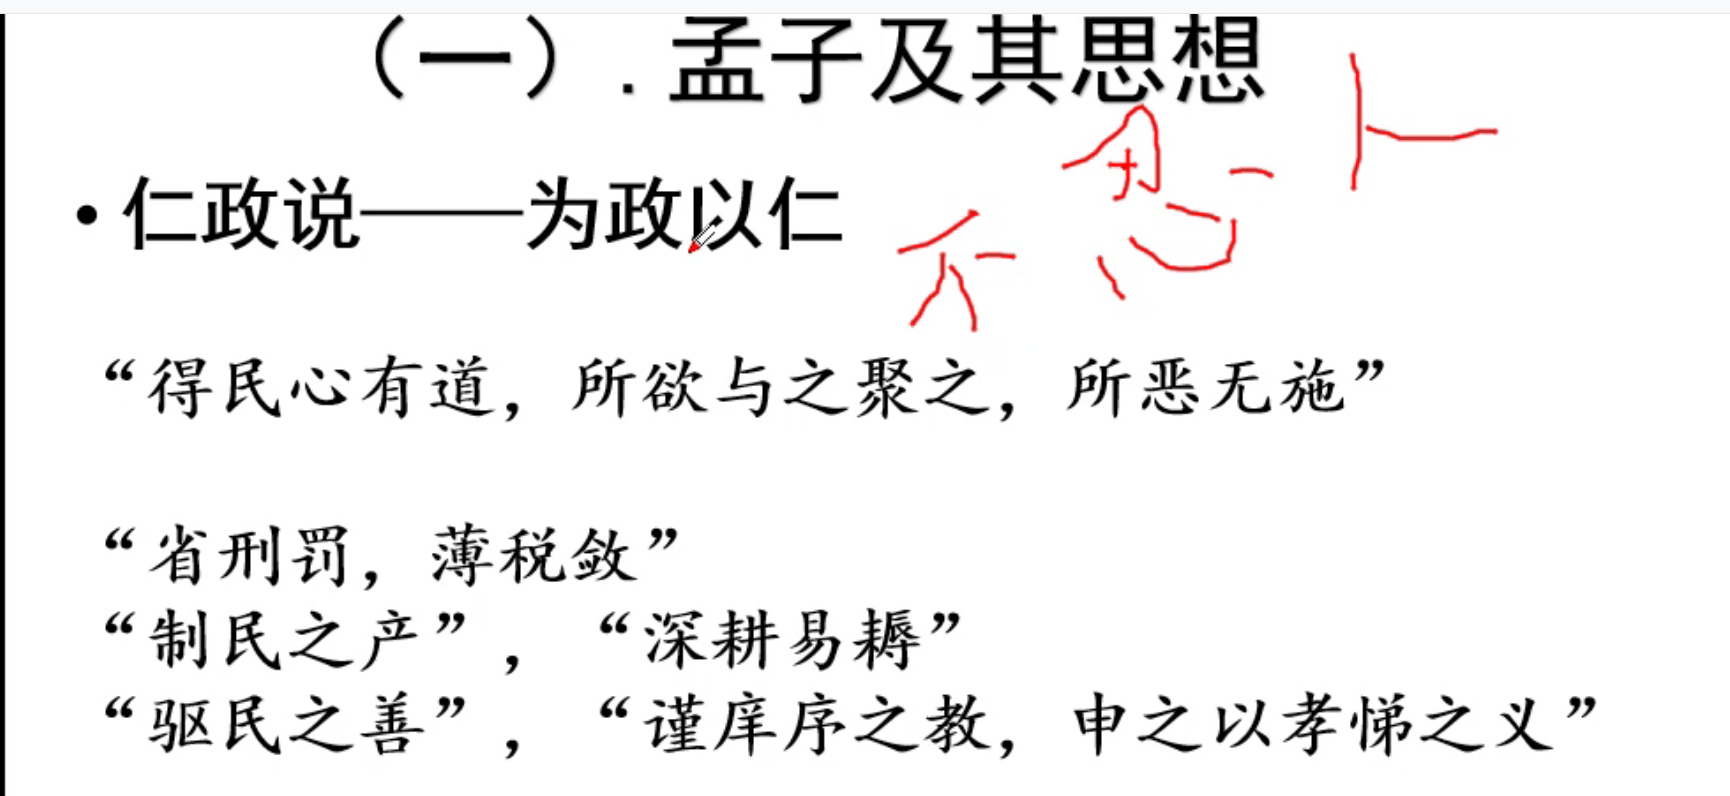 （一）.孟子及其思想
•仁政说——为政以仁
不忍-卜
“得民心有道，所欲与之聚之，所恶无施”
“省刑罚，薄税敛”
“制民之产”，“深耕易耨”
“驱民之善”，“谨庠序之教，申之以孝悌之义”